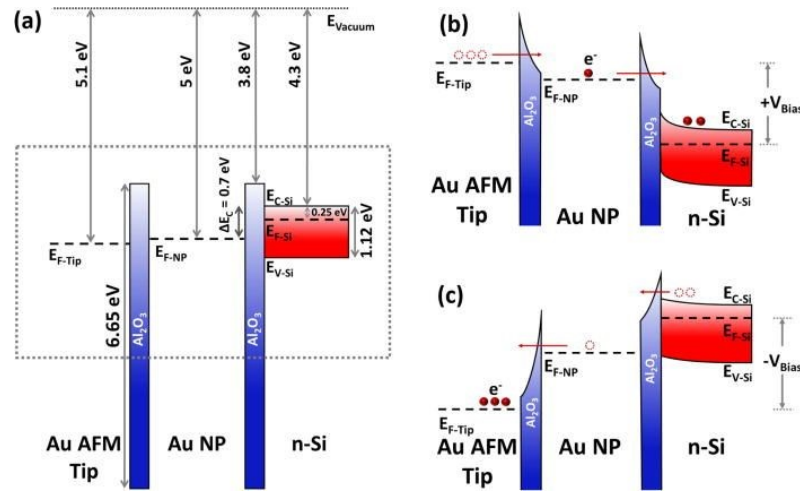 (a)
E_Vacuum
5.1 eV
5 eV
3.8 eV
4.3 eV
ΔE_C = 0.7 eV
E_C-Si
0.25 eV
E_F-Si
1.12 eV
E_F-Tip
E_F-NP
E_V-Si
6.65 eV
Al₂O₃
Al₂O₃
Au AFM
Tip
Au NP
n-Si
(b)
e⁻
E_F-Tip
E_F-NP
Al₂O₃
Al₂O₃
E_C-Si
E_F-Si
E_V-Si
+V_Bias
Au AFM
Tip
Au NP
n-Si
(c)
E_C-Si
E_F-Si
E_V-Si
-V_Bias
e⁻
E_F-NP
E_F-Tip
Al₂O₃
Al₂O₃
Au AFM
Tip
Au NP
n-Si